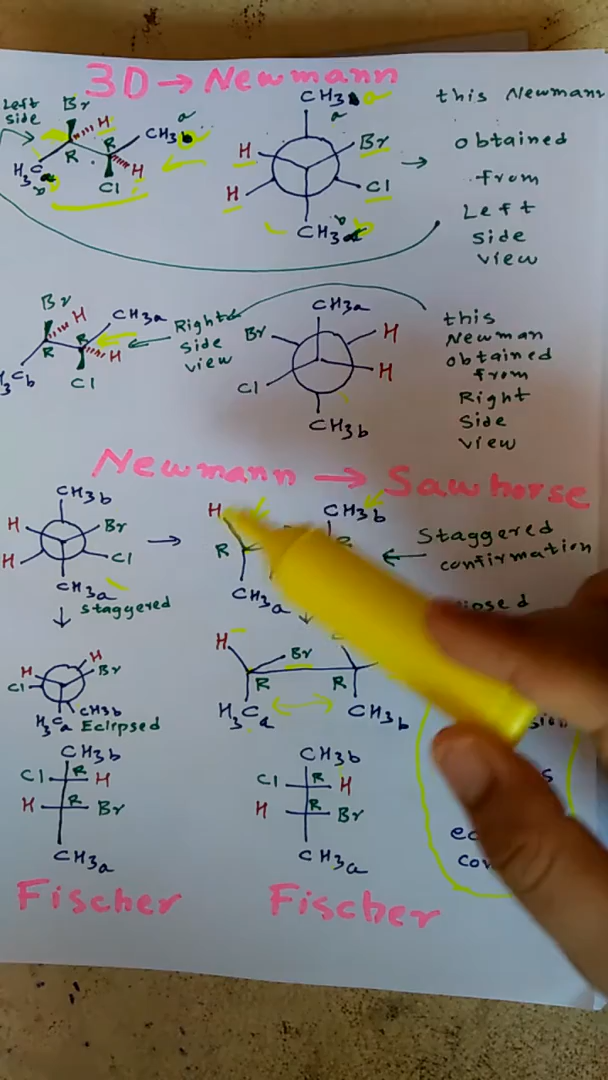 3D → Newmann
Left
side
Br
H
CH3b
a
R
R
H
H3Ca
b
Cl
CH3
a
H
Br
H
Cl
CH3
b
→
this Newmann
obtained
from
Left
side
view
Br
H
CH3a
R
R
H
H3Cb
Cl
Right
side
view
CH3a
Br
H
Cl
H
CH3b
this
Newman
obtained
from
Right
side
view
Newmann → Sawhorse
CH3b
H
Br
H
Cl
CH3a
staggered
→
H
CH3b
R
CH3a
Staggered
confirmation
H
H
Cl
Br
CH3b
H3Ca
Eclipsed
H
Br
R
R
H3Ca
CH3b
CH3b
Cl
R
H
H
R
Br
CH3a
CH3b
Cl
R
H
H
R
Br
CH3a
Fischer
Fischer